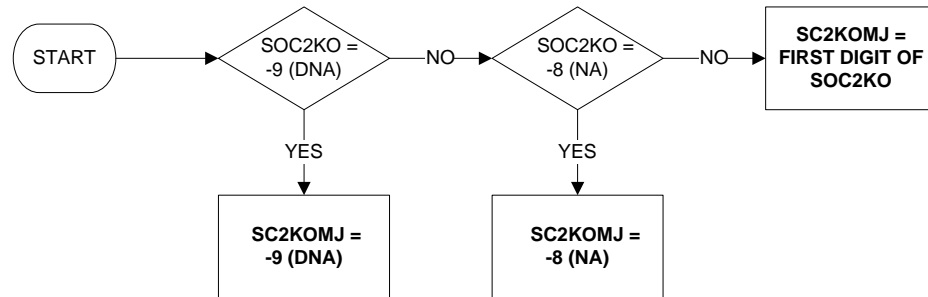 START
SOC2KO =
-9 (DNA)
NO
SOC2KO =
-8 (NA)
NO
SC2KOMJ =
FIRST DIGIT OF
SOC2KO
YES
YES
SC2KOMJ =
-9 (DNA)
SC2KOMJ =
-8 (NA)